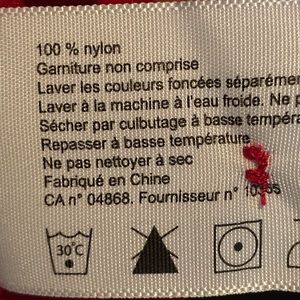 100 % nylon
Garniture non comprise
Laver les couleurs foncées séparéme
Laver à la machine à l'eau froide. Ne p
Sécher par culbutage à basse tempéra
Repasser à basse température
Ne pas nettoyer à sec
Fabriqué en Chine
CA n° 04868. Fournisseur n°
30°C